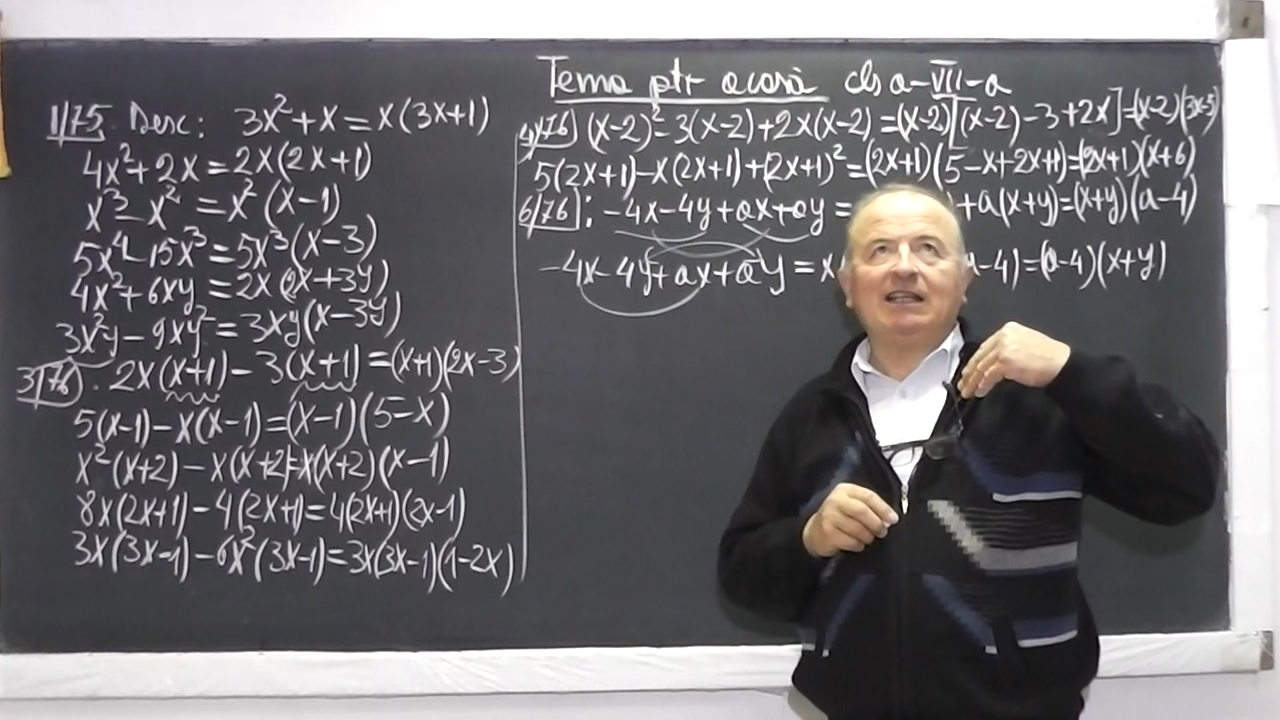 1/75 Desc: 3x²+x=x(3x+1)
4x²+2x=2x(2x+1)
x³-x²=x²(x-1)
5x⁴-15x³=5x³(x-3)
4x²+6xy=2x(2x+3y)
3x²y-9xy²=3xy(x-3y)
3/76. 2x(x+1)-3(x+1)=(x+1)(2x-3)
5(x-1)-x(x-1)=(x-1)(5-x)
x²(x+2)-x(x+2)=x(x+2)(x-1)
8x(2x+1)-4(2x+1)=4(2x+1)(2x-1)
3x(3x-1)-6x²(3x-1)=3x(3x-1)(1-2x)
Tema ptr acasă cls a-VII-a
4/76) (x-2)²-3(x-2)+2x(x-2)=(x-2)[(x-2)-3+2x]=(x-2)(3x-5)
5(2x+1)-x(2x+1)+(2x+1)²=(2x+1)(5-x+2x+1)=(2x+1)(x+6)
6/76: -4x-4y+ax+ay= +a(x+y)=(x+y)(a-4)
-4x-4y+ax+ay=x -4)=(a-4)(x+y)